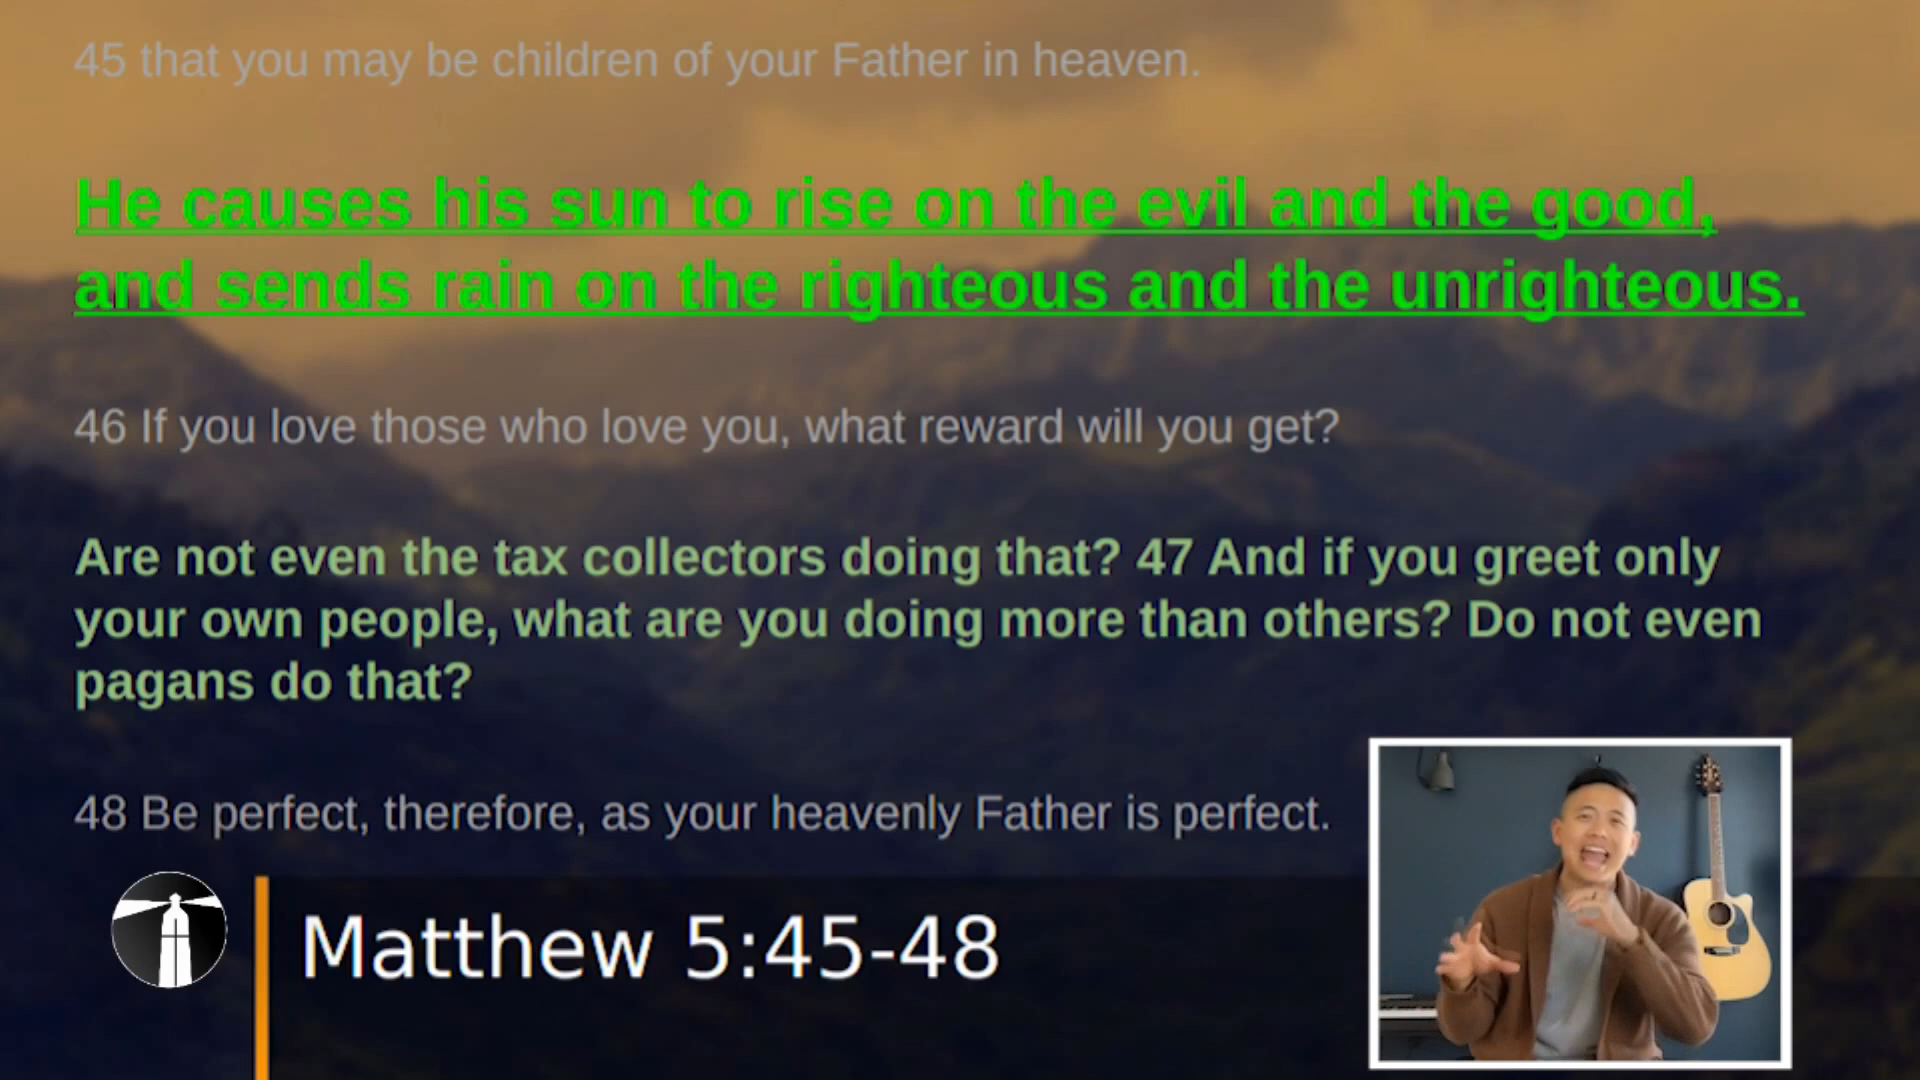 45 that you may be children of your Father in heaven.
He causes his sun to rise on the evil and the good,
and sends rain on the righteous and the unrighteous.
46 If you love those who love you, what reward will you get?
Are not even the tax collectors doing that? 47 And if you greet only
your own people, what are you doing more than others? Do not even
pagans do that?
48 Be perfect, therefore, as your heavenly Father is perfect.
Matthew 5:45-48